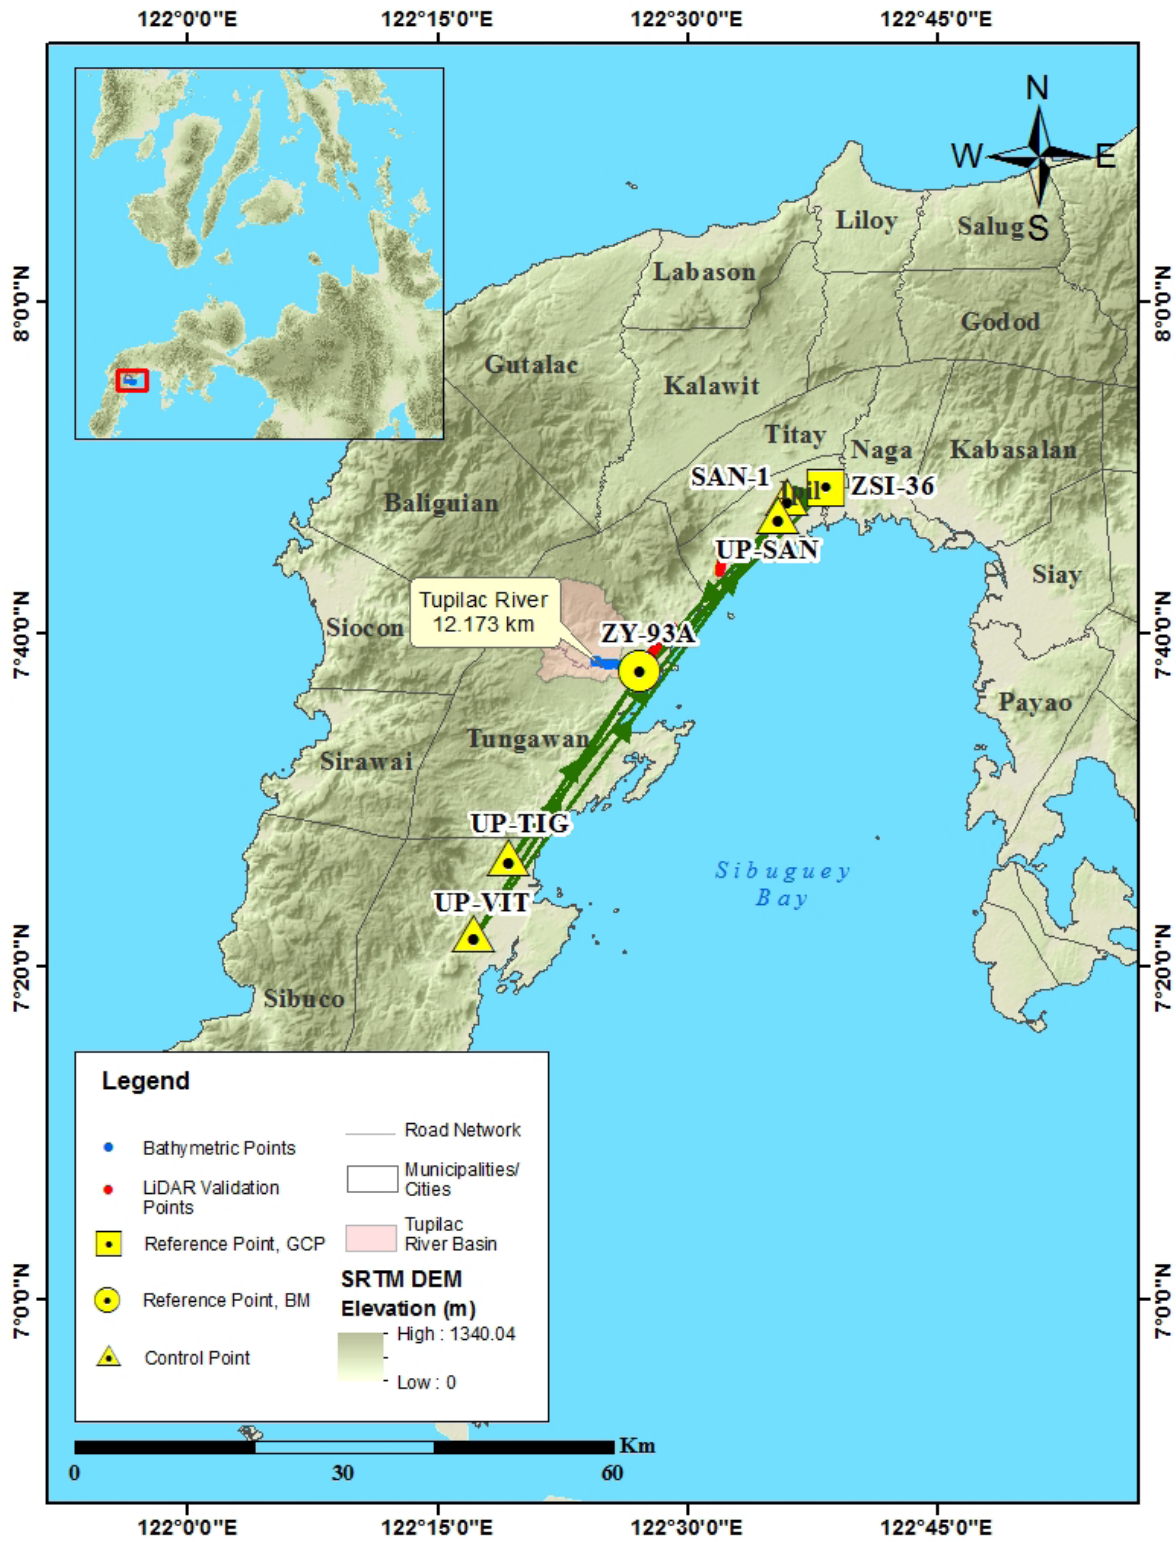 122°0'0"E
122°15'0"E
122°30'0"E
122°45'0"E
N
W
E
S
Liloy
Salug
Labason
8°0'0"N
8°0'0"N
Godod
Gutalac
Kalawit
Titay
Naga
Kabasalan
SAN-1
Ipil
ZSI-36
Baliguian
UP-SAN
Siay
Tupilac River
12.173 km
Siocon
ZY-93A
7°40'0"N
7°40'0"N
Payao
Tungawan
Sirawai
UP-TIG
Sibuguey
Bay
UP-VIT
7°20'0"N
7°20'0"N
Sibuco
Legend
Bathymetric Points
LiDAR Validation
Points
Reference Point, GCP
Reference Point, BM
Control Point
Road Network
Municipalities/
Cities
Tupilac
River Basin
SRTM DEM
Elevation (m)
High : 1340.04
Low : 0
7°0'0"N
7°0'0"N
Km
0
30
60
122°0'0"E
122°15'0"E
122°30'0"E
122°45'0"E